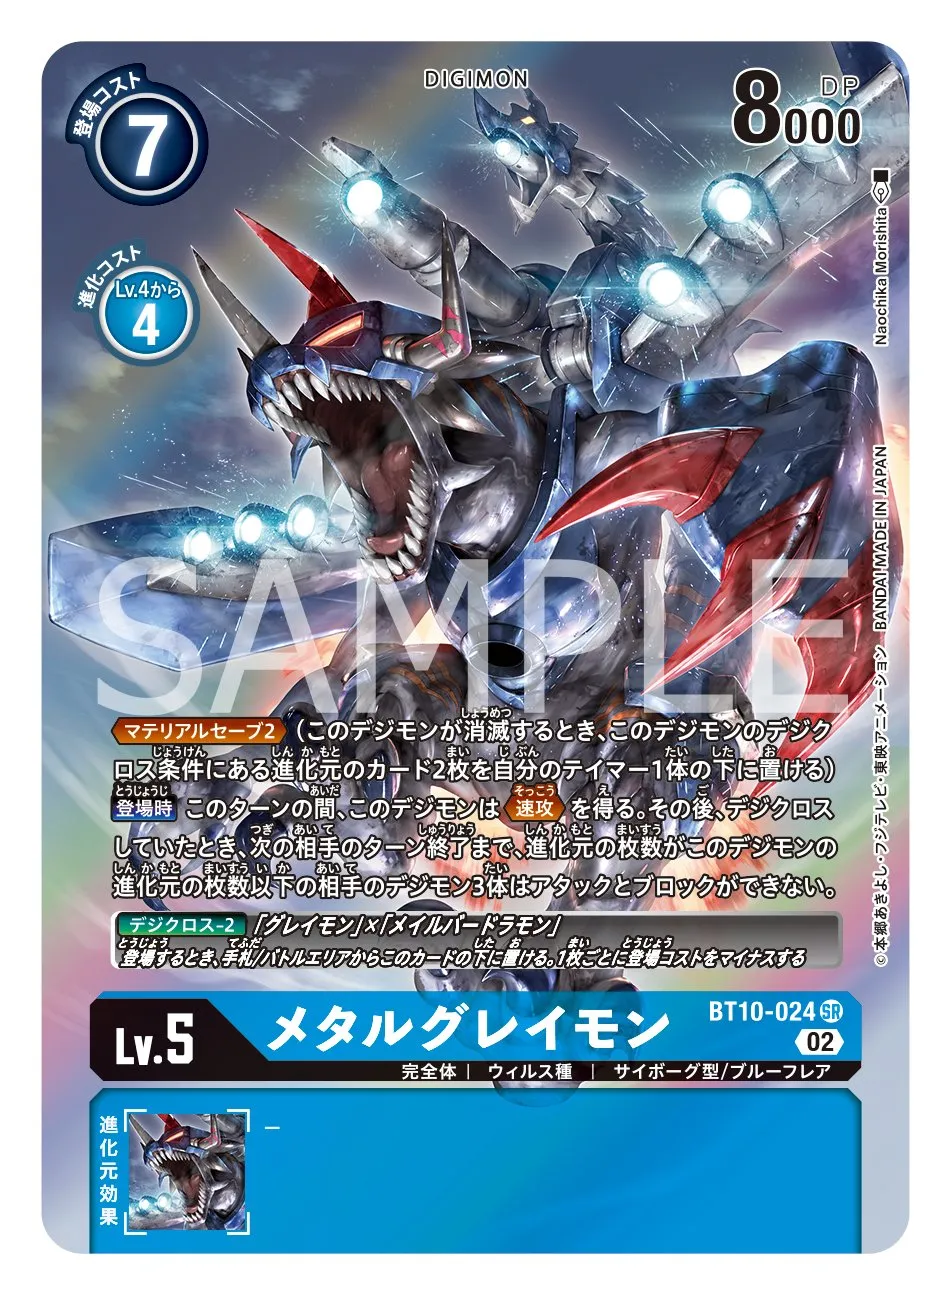 DIGIMON
登場コスト
7
8000
DP
進化コスト
Lv.4から
4
Naochika Morishita
BANDAI MADE IN JAPAN
©本郷あきよし・フジテレビ・東映アニメーション
SAMPLE
マテリアルセーブ2 (このデジモンが消滅するとき、このデジモンのデジク
ロス条件にある進化元のカード2枚を自分のテイマー1体の下に置ける)
登場時 このターンの間、このデジモンは 速攻 を得る。その後、デジクロス
していたとき、次の相手のターン終了まで、進化元の枚数がこのデジモンの
進化元の枚数以下の相手のデジモン3体はアタックとブロックができない。
デジクロス-2 「グレイモン」×「メイルバードラモン」
登場するとき、手札/バトルエリアからこのカードの下に置ける。1枚ごとに登場コストをマイナスする
Lv.5
メタルグレイモン
BT10-024 SR
02
完全体 | ウィルス種 | サイボーグ型/ブルーフレア
進化元効果
—